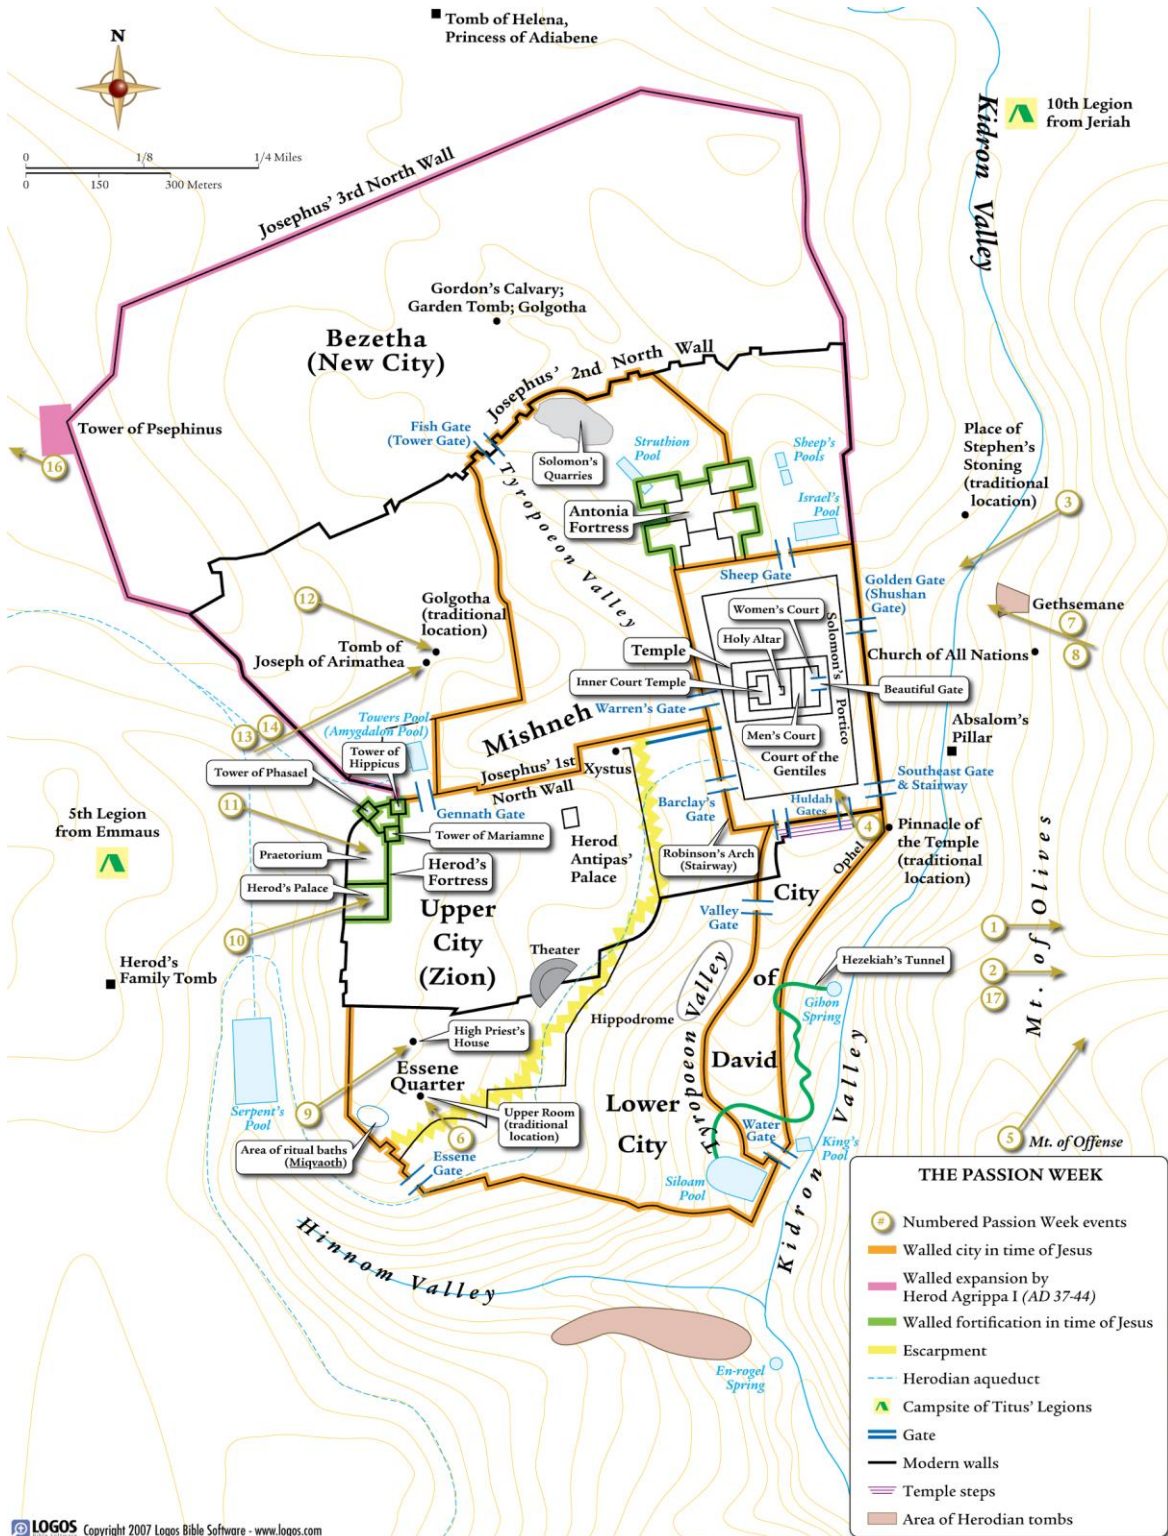 Tomb of Helena,
Princess of Adiabene
N
Kidron Valley
10th Legion
from Jeriah
0 1/8 1/4 Miles
0 150 300 Meters
Josephus' 3rd North Wall
Gordon's Calvary;
Garden Tomb; Golgotha
Bezetha
(New City)
Josephus' 2nd North Wall
Tower of Psephinus
16
Fish Gate
(Tower Gate)
Solomon's
Quarries
Struthion
Pool
Sheep's
Pools
Israel's
Pool
Place of
Stephen's
Stoning
(traditional
location)
3
Tyropoeon Valley
Antonia
Fortress
Sheep Gate
Golden Gate
(Shushan
Gate)
Gethsemane
7
8
12
Golgotha
(traditional
location)
Tomb of
Joseph of Arimathea
Women's Court
Holy Altar
Temple
Inner Court Temple
Solomon's Portico
Church of All Nations
Beautiful Gate
Warren's Gate
Men's Court
Court of the
Gentiles
Absalom's
Pillar
13
14
Towers Pool
(Amygdalon Pool)
Mishneh
Tower of
Hippicus
Tower of Phasael
Josephus' 1st
North Wall
Xystus
Southeast Gate
& Stairway
Barclay's
Gate
Huldah
Gates
11
Gennath Gate
5th Legion
from Emmaus
Tower of Mariamne
Praetorium
Herod's
Fortress
Herod's Palace
Herod
Antipas'
Palace
Robinson's Arch
(Stairway)
Ophel
4
Pinnacle of
the Temple
(traditional
location)
10
Upper
City
(Zion)
Valley
Gate
City
of
David
1
2
17
Mt. of Olives
Theater
Herod's
Family Tomb
Hezekiah's Tunnel
Gihon
Spring
Hippodrome
Tyropoeon Valley
High Priest's
House
Essene
Quarter
Serpent's
Pool
9
Upper Room
(traditional
location)
6
Area of ritual baths
(Miqvaoth)
Essene
Gate
Lower
City
Water
Gate
King's
Pool
Siloam
Pool
Kidron Valley
5
Mt. of Offense
Hinnom Valley
En-rogel
Spring
THE PASSION WEEK
# Numbered Passion Week events
Walled city in time of Jesus
Walled expansion by
Herod Agrippa I (AD 37-44)
Walled fortification in time of Jesus
Escarpment
Herodian aqueduct
Campsite of Titus' Legions
Gate
Modern walls
Temple steps
Area of Herodian tombs
LOGOS Copyright 2007 Logos Bible Software - www.logos.com